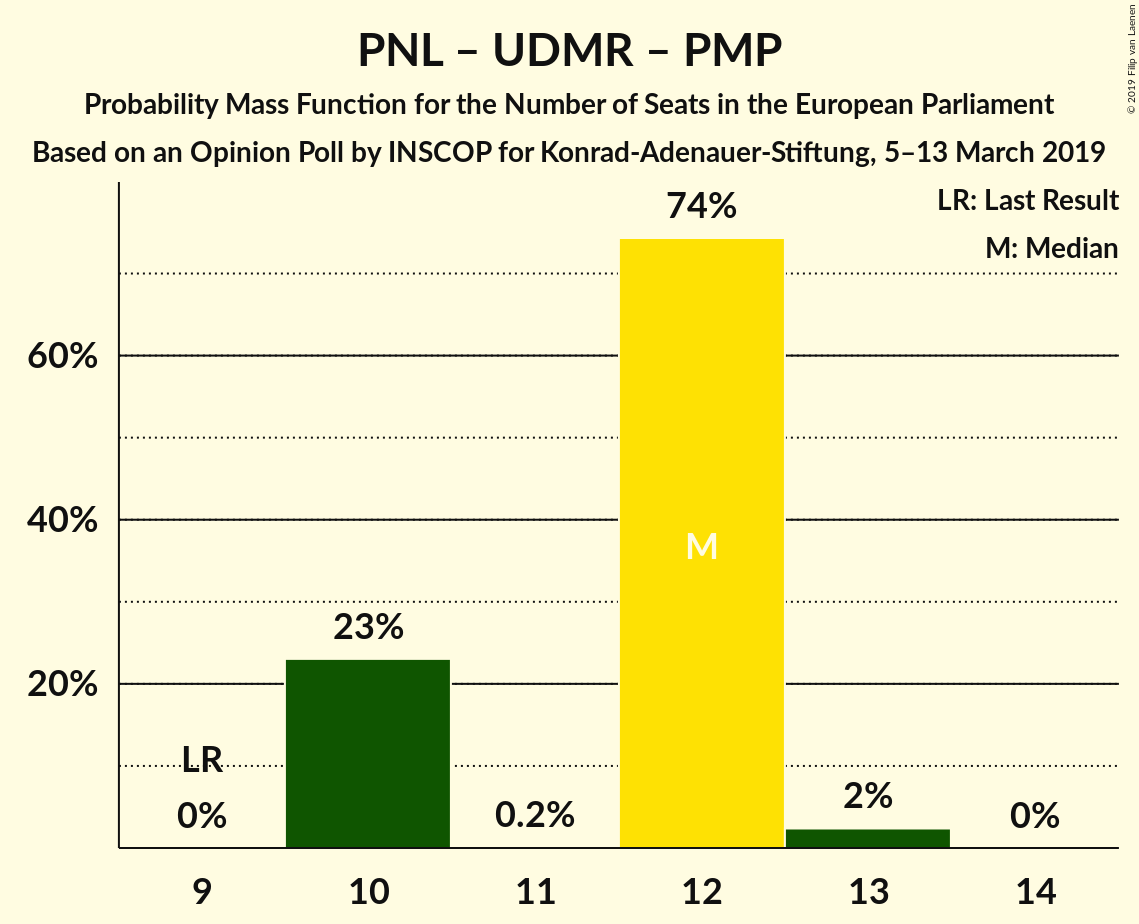 PNL – UDMR – PMP
Probability Mass Function for the Number of Seats in the European Parliament
Based on an Opinion Poll by INSCOP for Konrad-Adenauer-Stiftung, 5–13 March 2019
© 2019 Filip van Laenen
LR: Last Result
M: Median
74%
60%
40%
20%
M
23%
LR
0%
0.2%
2%
0%
9 10 11 12 13 14